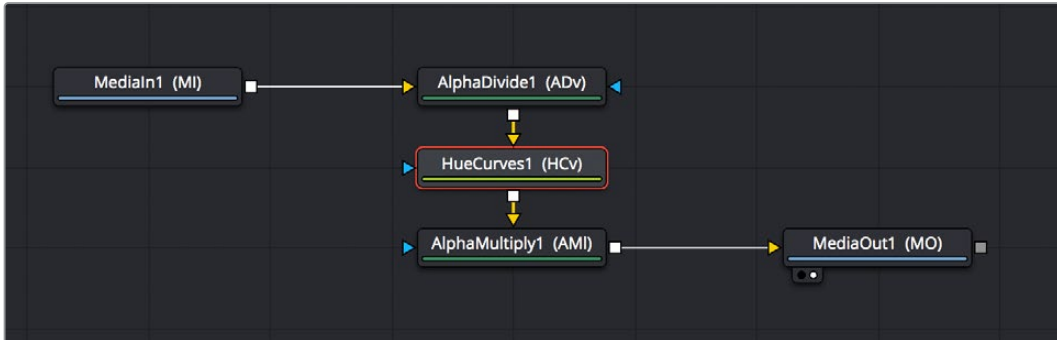 MediaIn1 (MI)
AlphaDivide1 (ADv)
HueCurves1 (HCv)
AlphaMultiply1 (AMl)
MediaOut1 (MO)